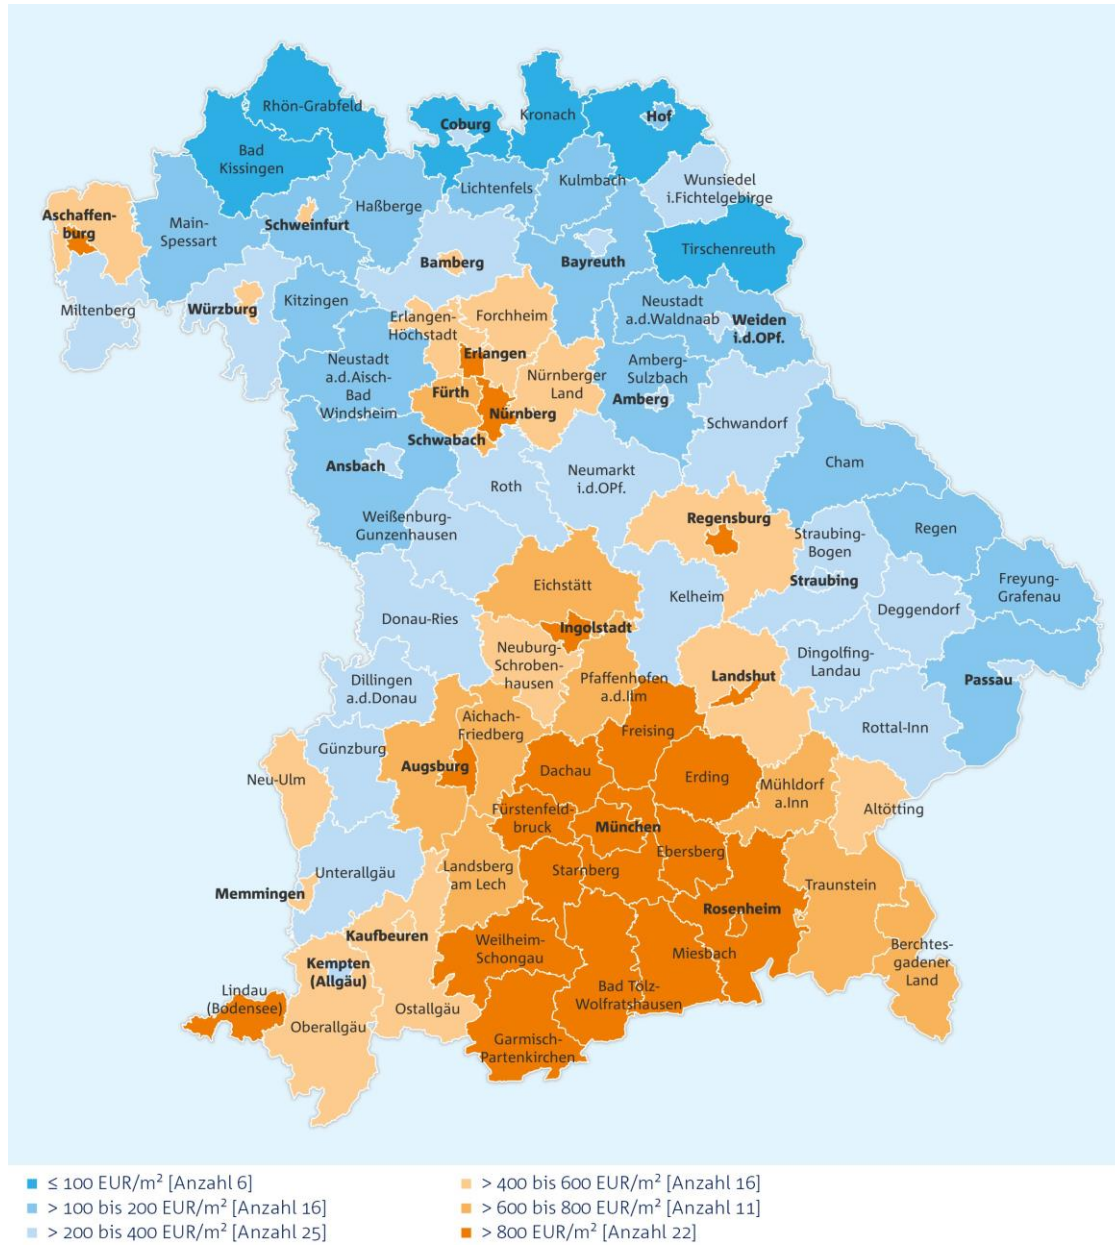 Rhön-Grabfeld
Bad
Kissingen
Coburg
Kronach
Hof
Wunsiedel
i.Fichtelgebirge
Kulmbach
Lichtenfels
Haßberge
Schweinfurt
Main-
Spessart
Aschaffen-
burg
Tirschenreuth
Bayreuth
Bamberg
Kitzingen
Würzburg
Miltenberg
Erlangen-
Höchstadt
Forchheim
Neustadt
a.d.Waldnaab
Weiden
i.d.OPf.
Neustadt
a.d.Aisch-
Bad
Windsheim
Erlangen
Fürth
Nürnberg
Nürnberger
Land
Amberg-
Sulzbach
Amberg
Schwabach
Schwandorf
Ansbach
Roth
Neumarkt
i.d.OPf.
Cham
Weißenburg-
Gunzenhausen
Regensburg
Straubing-
Bogen
Regen
Straubing
Freyung-
Grafenau
Eichstätt
Kelheim
Deggendorf
Donau-Ries
Ingolstadt
Neuburg-
Schroben-
hausen
Dingolfing-
Landau
Landshut
Passau
Pfaffenhofen
a.d.Ilm
Dillingen
a.d.Donau
Aichach-
Friedberg
Freising
Rottal-Inn
Günzburg
Augsburg
Dachau
Erding
Neu-Ulm
Mühldorf
a.Inn
Altötting
Fürstenfeld-
bruck
München
Ebersberg
Unterallgäu
Landsberg
am Lech
Starnberg
Traunstein
Memmingen
Rosenheim
Kaufbeuren
Weilheim-
Schongau
Miesbach
Berchtes-
gadener
Land
Kempten
(Allgäu)
Lindau
(Bodensee)
Oberallgäu
Ostallgäu
Bad Tölz-
Wolfratshausen
Garmisch-
Partenkirchen
≤ 100 EUR/m² [Anzahl 6]
> 100 bis 200 EUR/m² [Anzahl 16]
> 200 bis 400 EUR/m² [Anzahl 25]
> 400 bis 600 EUR/m² [Anzahl 16]
> 600 bis 800 EUR/m² [Anzahl 11]
> 800 EUR/m² [Anzahl 22]